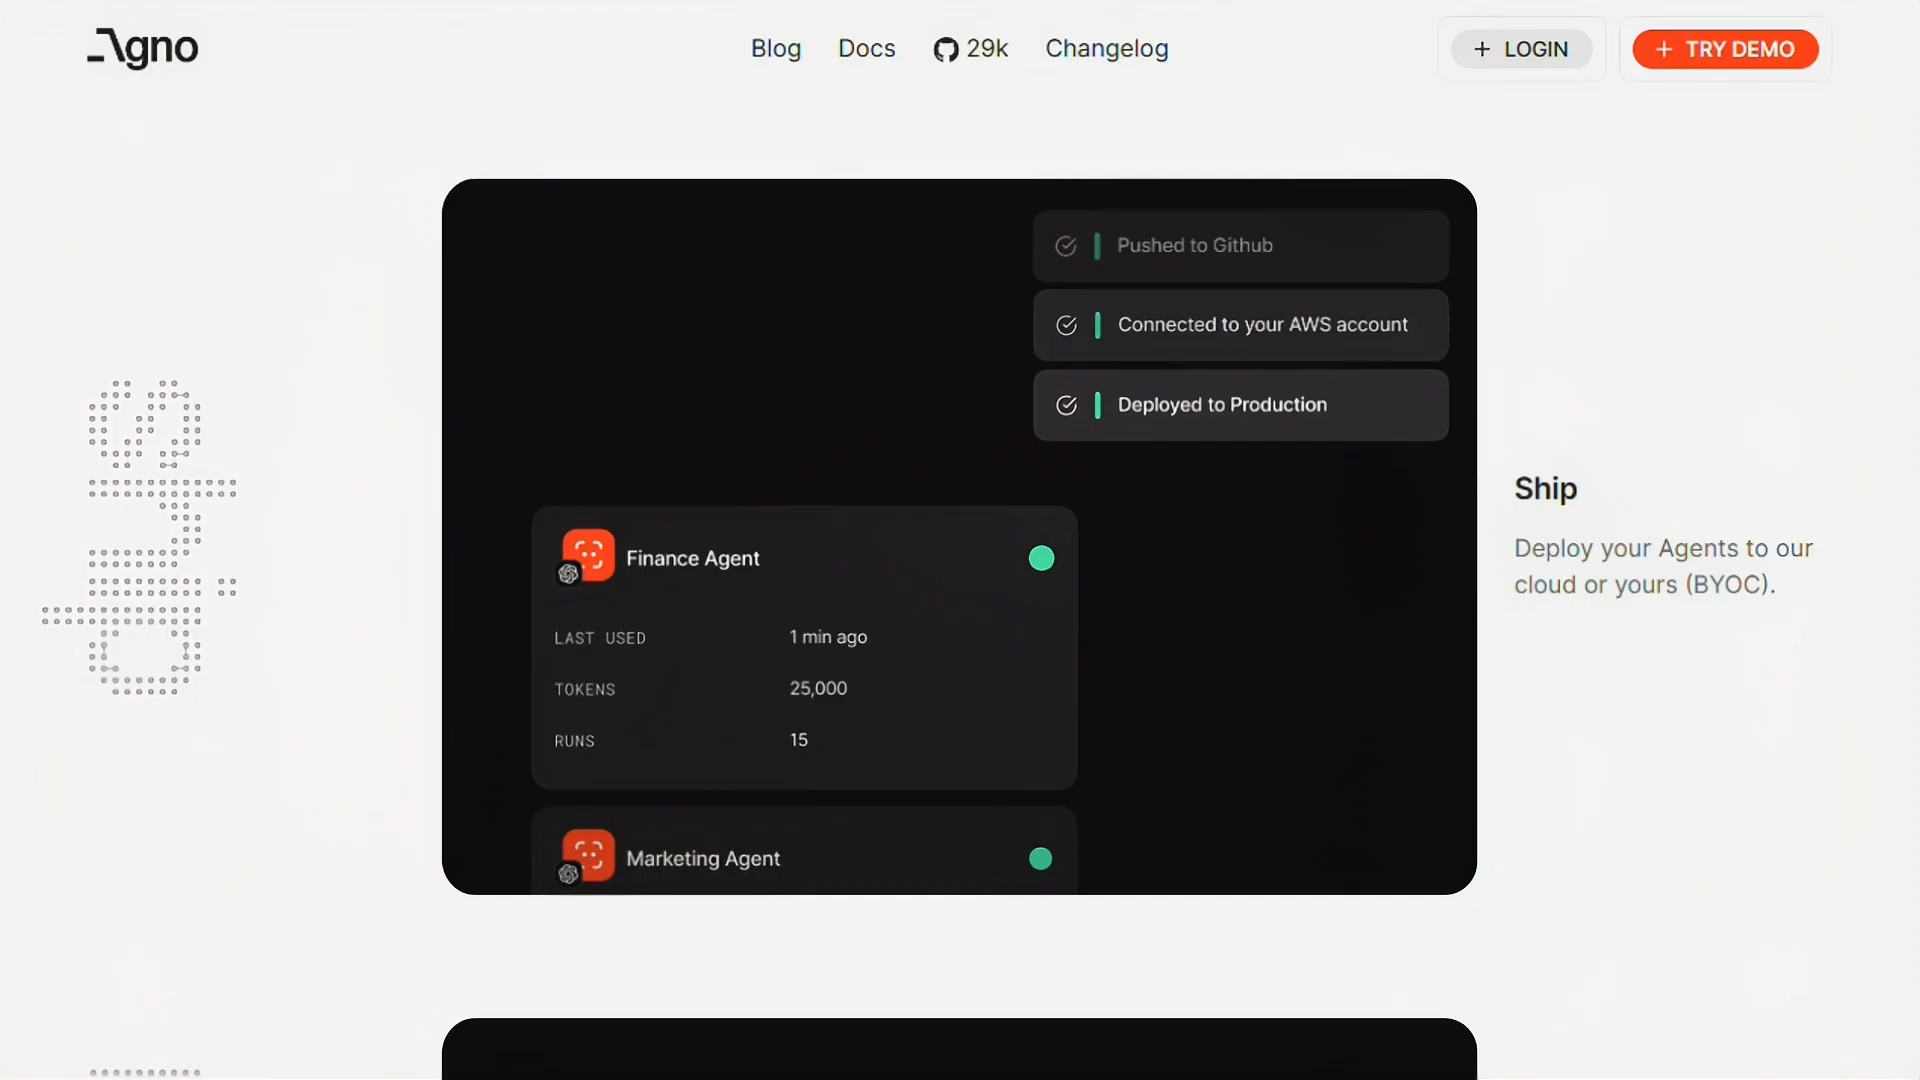 Agno
Blog
Docs
29k
Changelog
+ LOGIN
+ TRY DEMO
Ship
Pushed to Github
Connected to your AWS account
Deployed to Production
Finance Agent
LAST USED 1 min ago
TOKENS 25,000
RUNS 15
Marketing Agent
Ship
Deploy your Agents to our
cloud or yours (BYOC).